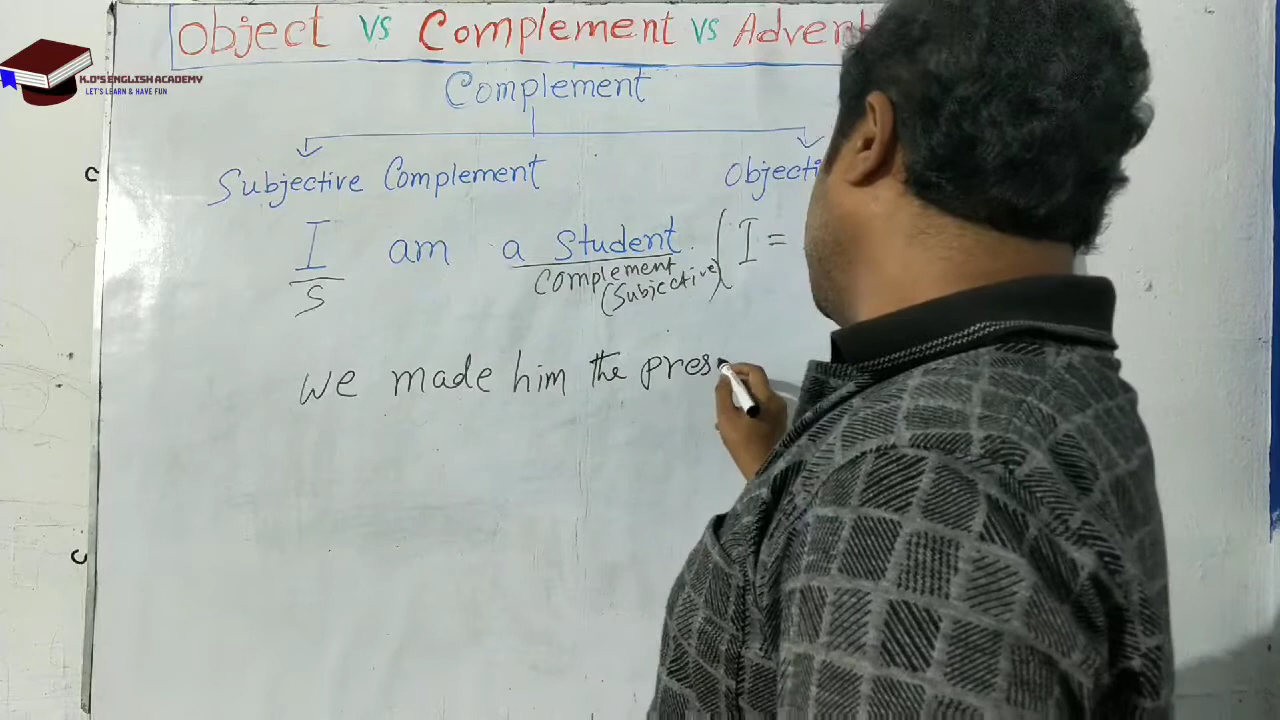 Object vs Complement vs Advent
K.D'S ENGLISH ACADEMY
LET'S LEARN & HAVE FUN
Complement
Subjective Complement Objecti
I am a student. (I =
S Complement
(Subjective)
we made him the pres